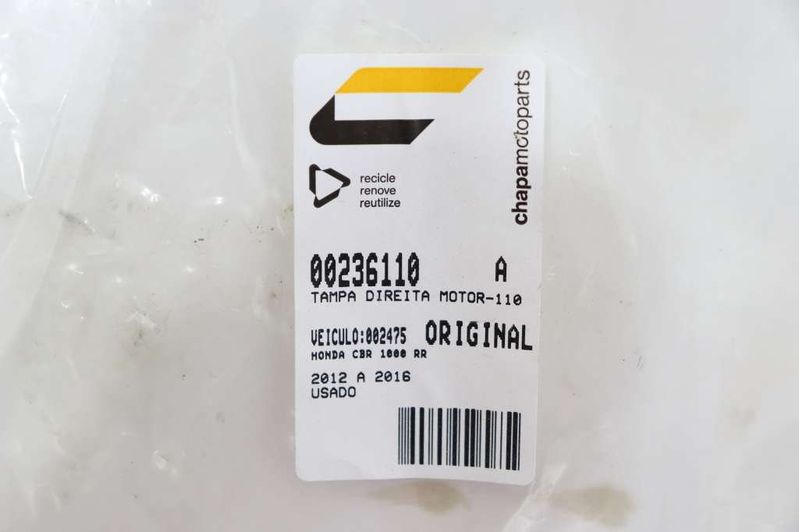 chapamotoparts
recicle
renove
reutilize
00236110 A
TAMPA DIREITA MOTOR-110
VEICULO:002475 ORIGINAL
HONDA CBR 1000 RR
2012 A 2016
USADO